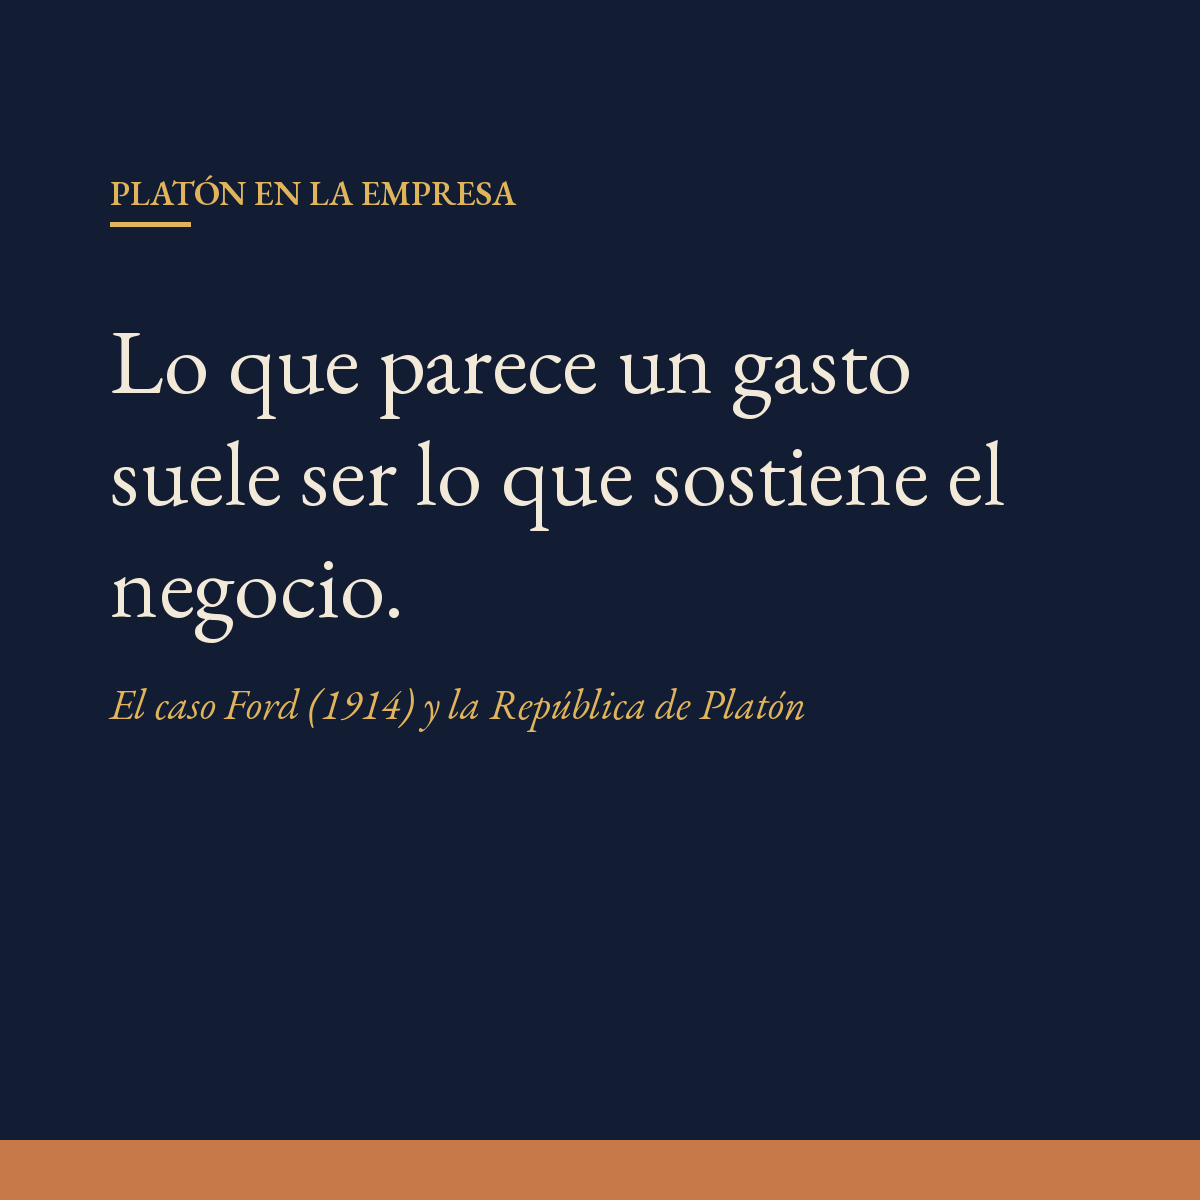 PLATÓN EN LA EMPRESA
Lo que parece un gasto
suele ser lo que sostiene el
negocio.
El caso Ford (1914) y la República de Platón